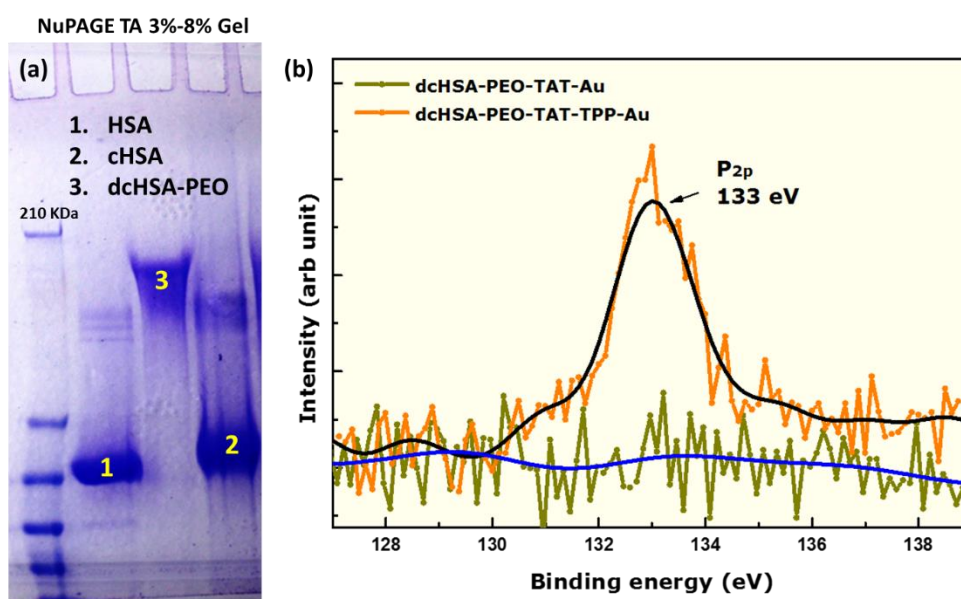 NuPAGE TA 3%-8% Gel
(a)
1. HSA
2. cHSA
3. dcHSA-PEO
210 KDa
3
1
2
(b)
dcHSA-PEO-TAT-Au
dcHSA-PEO-TAT-TPP-Au
P2p
133 eV
Intensity (arb unit)
128 130 132 134 136 138
Binding energy (eV)